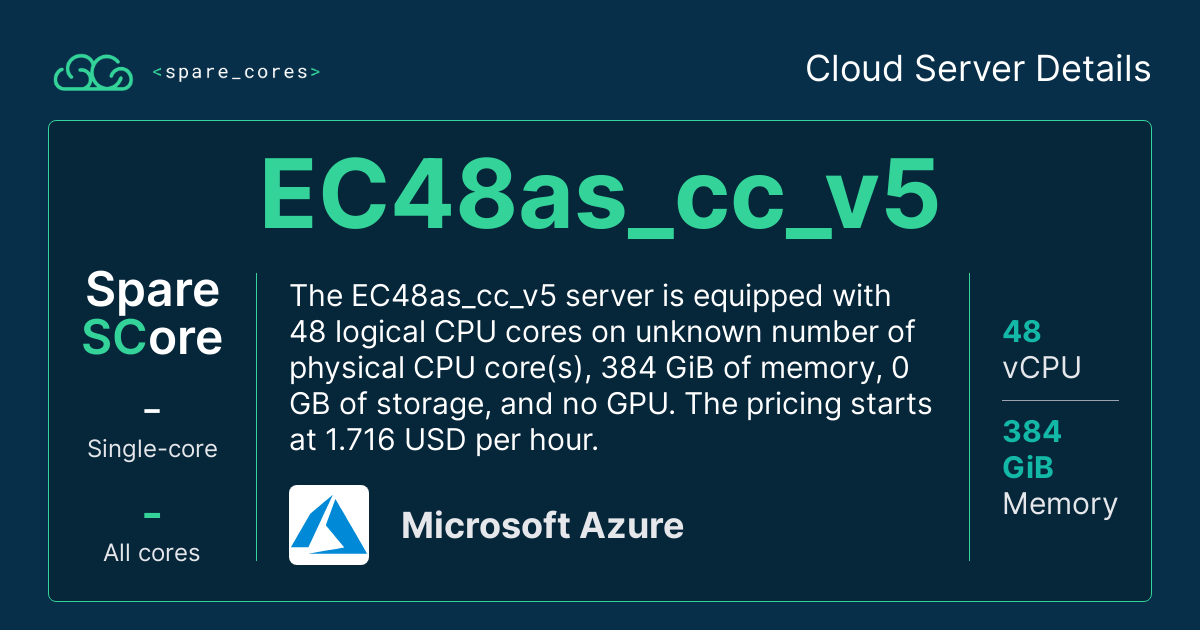 <spare_cores>
Cloud Server Details
EC48as_cc_v5
Spare
SCore
–
Single-core
–
All cores
The EC48as_cc_v5 server is equipped with
48 logical CPU cores on unknown number of
physical CPU core(s), 384 GiB of memory, 0
GB of storage, and no GPU. The pricing starts
at 1.716 USD per hour.
Microsoft Azure
48
vCPU
384
GiB
Memory